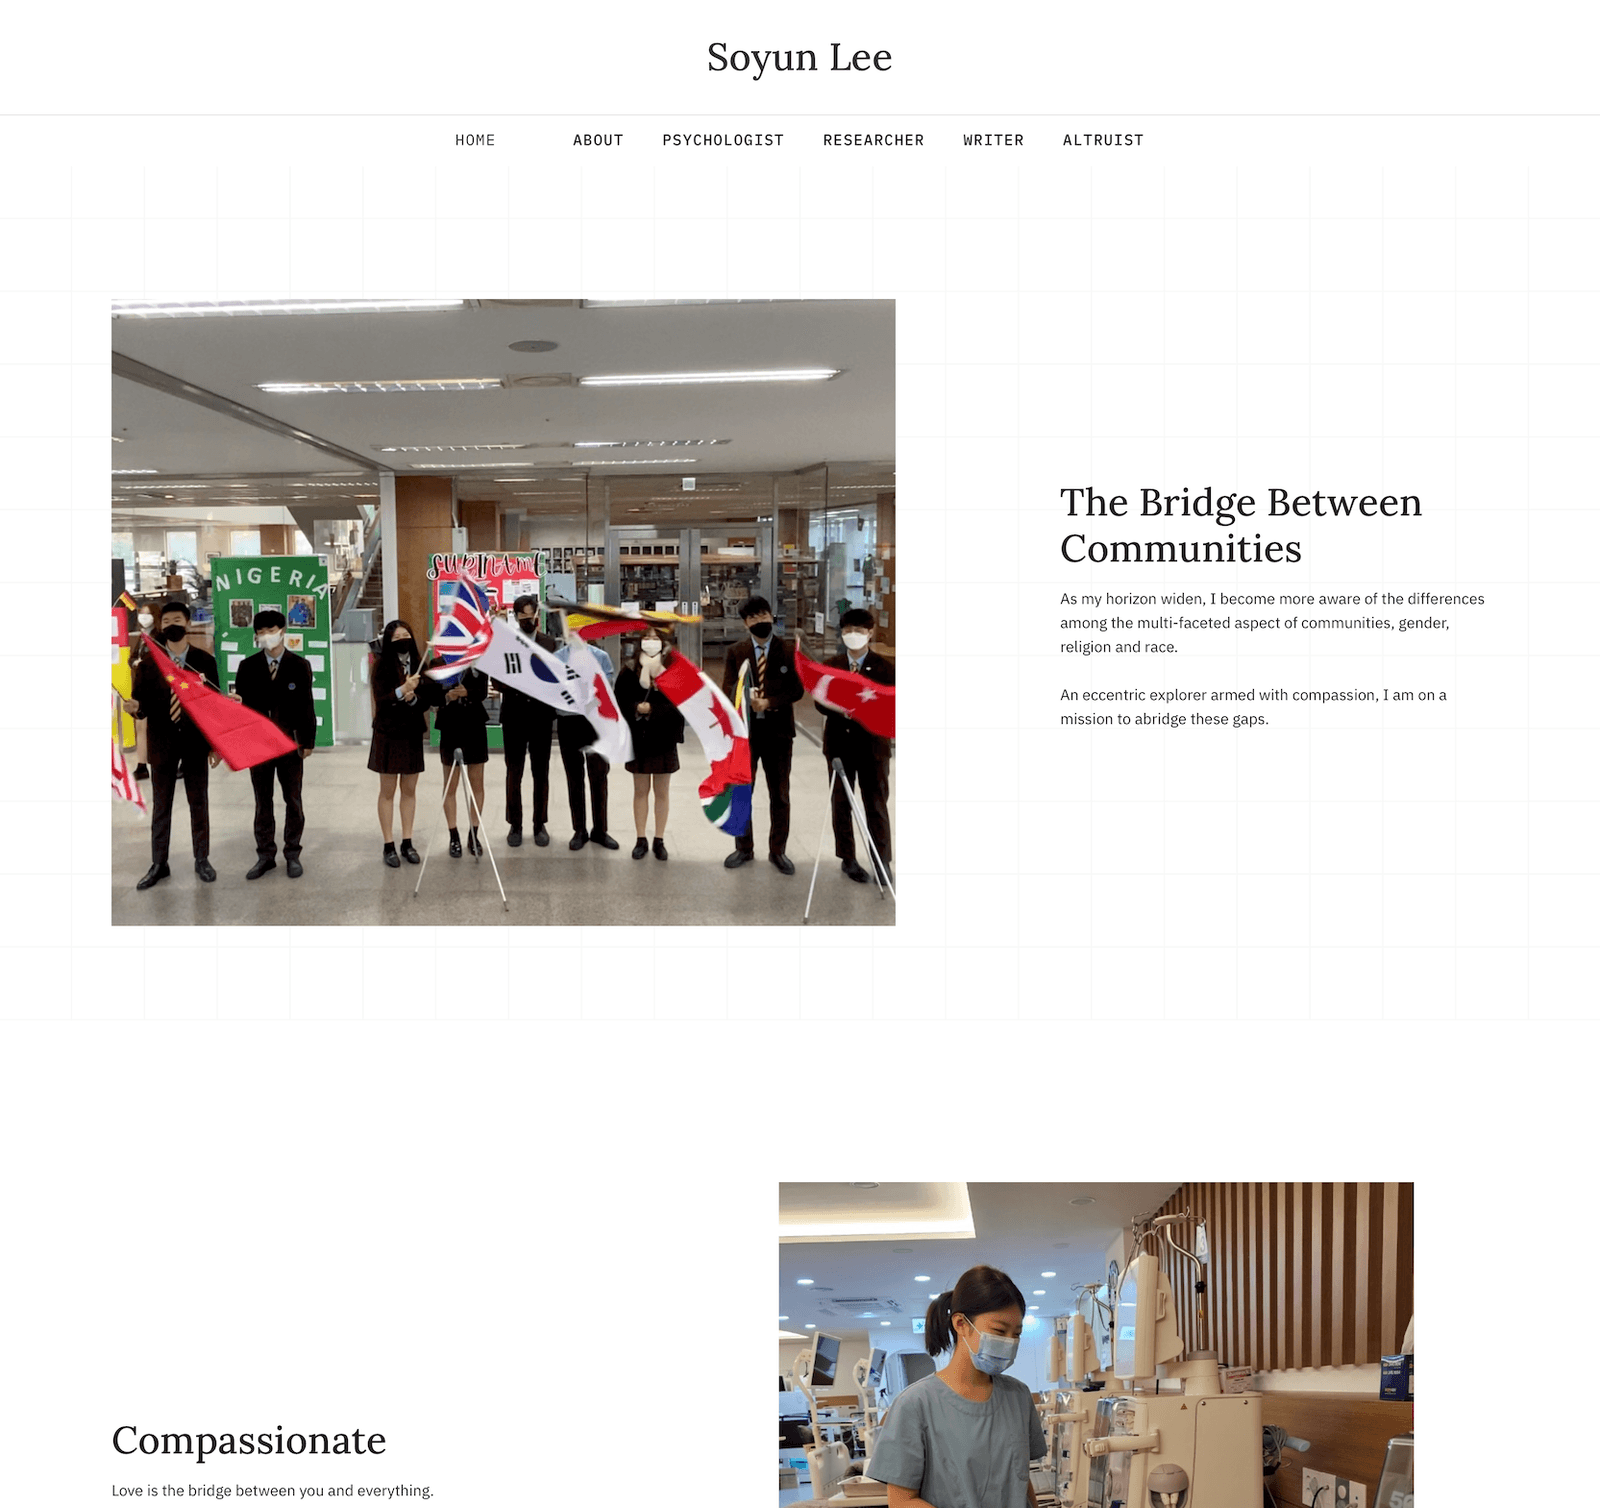 Soyun Lee
HOME ABOUT PSYCHOLOGIST RESEARCHER WRITER ALTRUIST
NIGERIA
SURINAME
The Bridge Between
Communities
As my horizon widen, I become more aware of the differences
among the multi-faceted aspect of communities, gender,
religion and race.
An eccentric explorer armed with compassion, I am on a
mission to abridge these gaps.
Compassionate
Love is the bridge between you and everything.